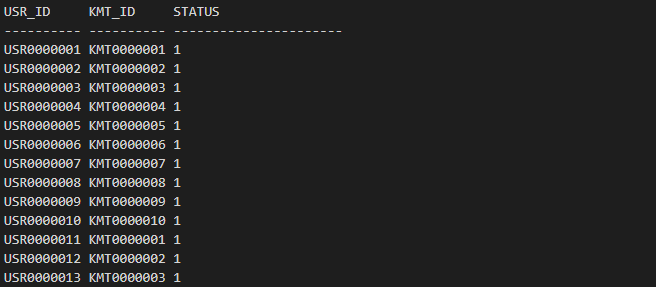 USR_ID     KMT_ID     STATUS
---------- ---------- ----------------------
USR0000001 KMT0000001 1
USR0000002 KMT0000002 1
USR0000003 KMT0000003 1
USR0000004 KMT0000004 1
USR0000005 KMT0000005 1
USR0000006 KMT0000006 1
USR0000007 KMT0000007 1
USR0000008 KMT0000008 1
USR0000009 KMT0000009 1
USR0000010 KMT0000010 1
USR0000011 KMT0000001 1
USR0000012 KMT0000002 1
USR0000013 KMT0000003 1